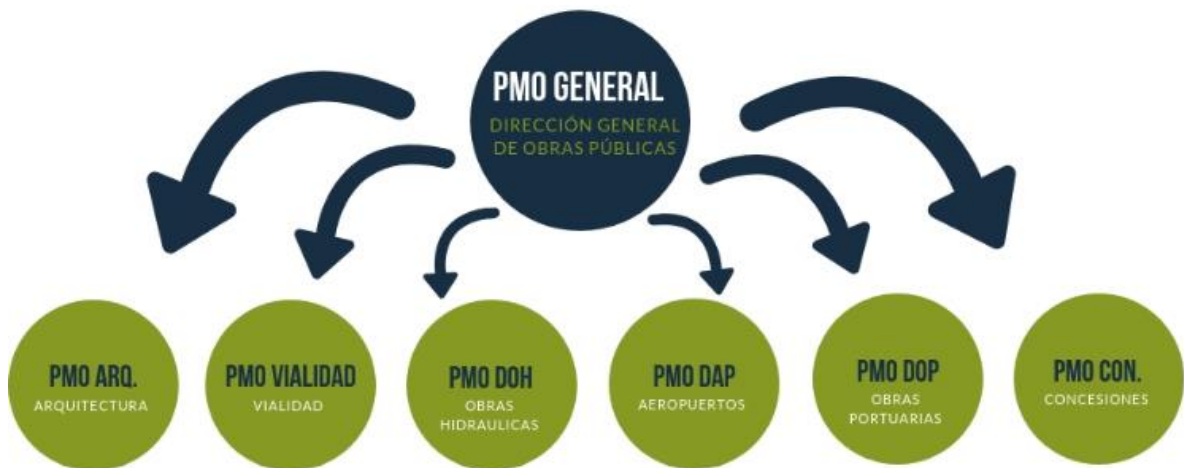 PMO GENERAL
DIRECCIÓN GENERAL
DE OBRAS PÚBLICAS
PMO ARQ.
ARQUITECTURA
PMO VIALIDAD
VIALIDAD
PMO DOH
OBRAS
HIDRAULICAS
PMO DAP
AEROPUERTOS
PMO DOP
OBRAS
PORTUARIAS
PMO CON.
CONCESIONES